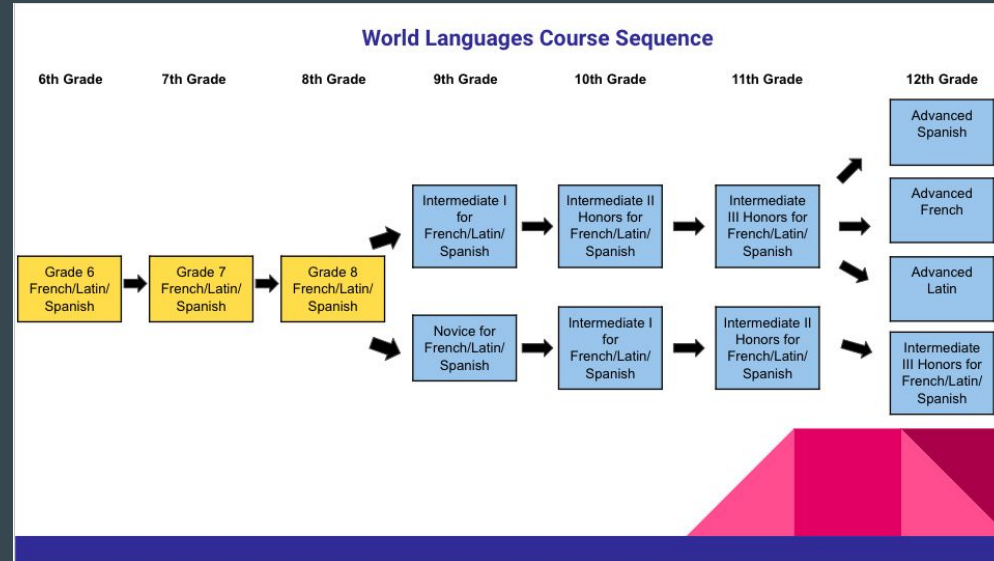 World Languages Course Sequence
6th Grade
7th Grade
8th Grade
9th Grade
10th Grade
11th Grade
12th Grade
Grade 6
French/Latin/
Spanish
Grade 7
French/Latin/
Spanish
Grade 8
French/Latin/
Spanish
Intermediate I
for
French/Latin/
Spanish
Intermediate II
Honors for
French/Latin/
Spanish
Intermediate
III Honors for
French/Latin/
Spanish
Advanced
Spanish
Advanced
French
Advanced
Latin
Novice for
French/Latin/
Spanish
Intermediate I
for
French/Latin/
Spanish
Intermediate II
Honors for
French/Latin/
Spanish
Intermediate
III Honors for
French/Latin/
Spanish